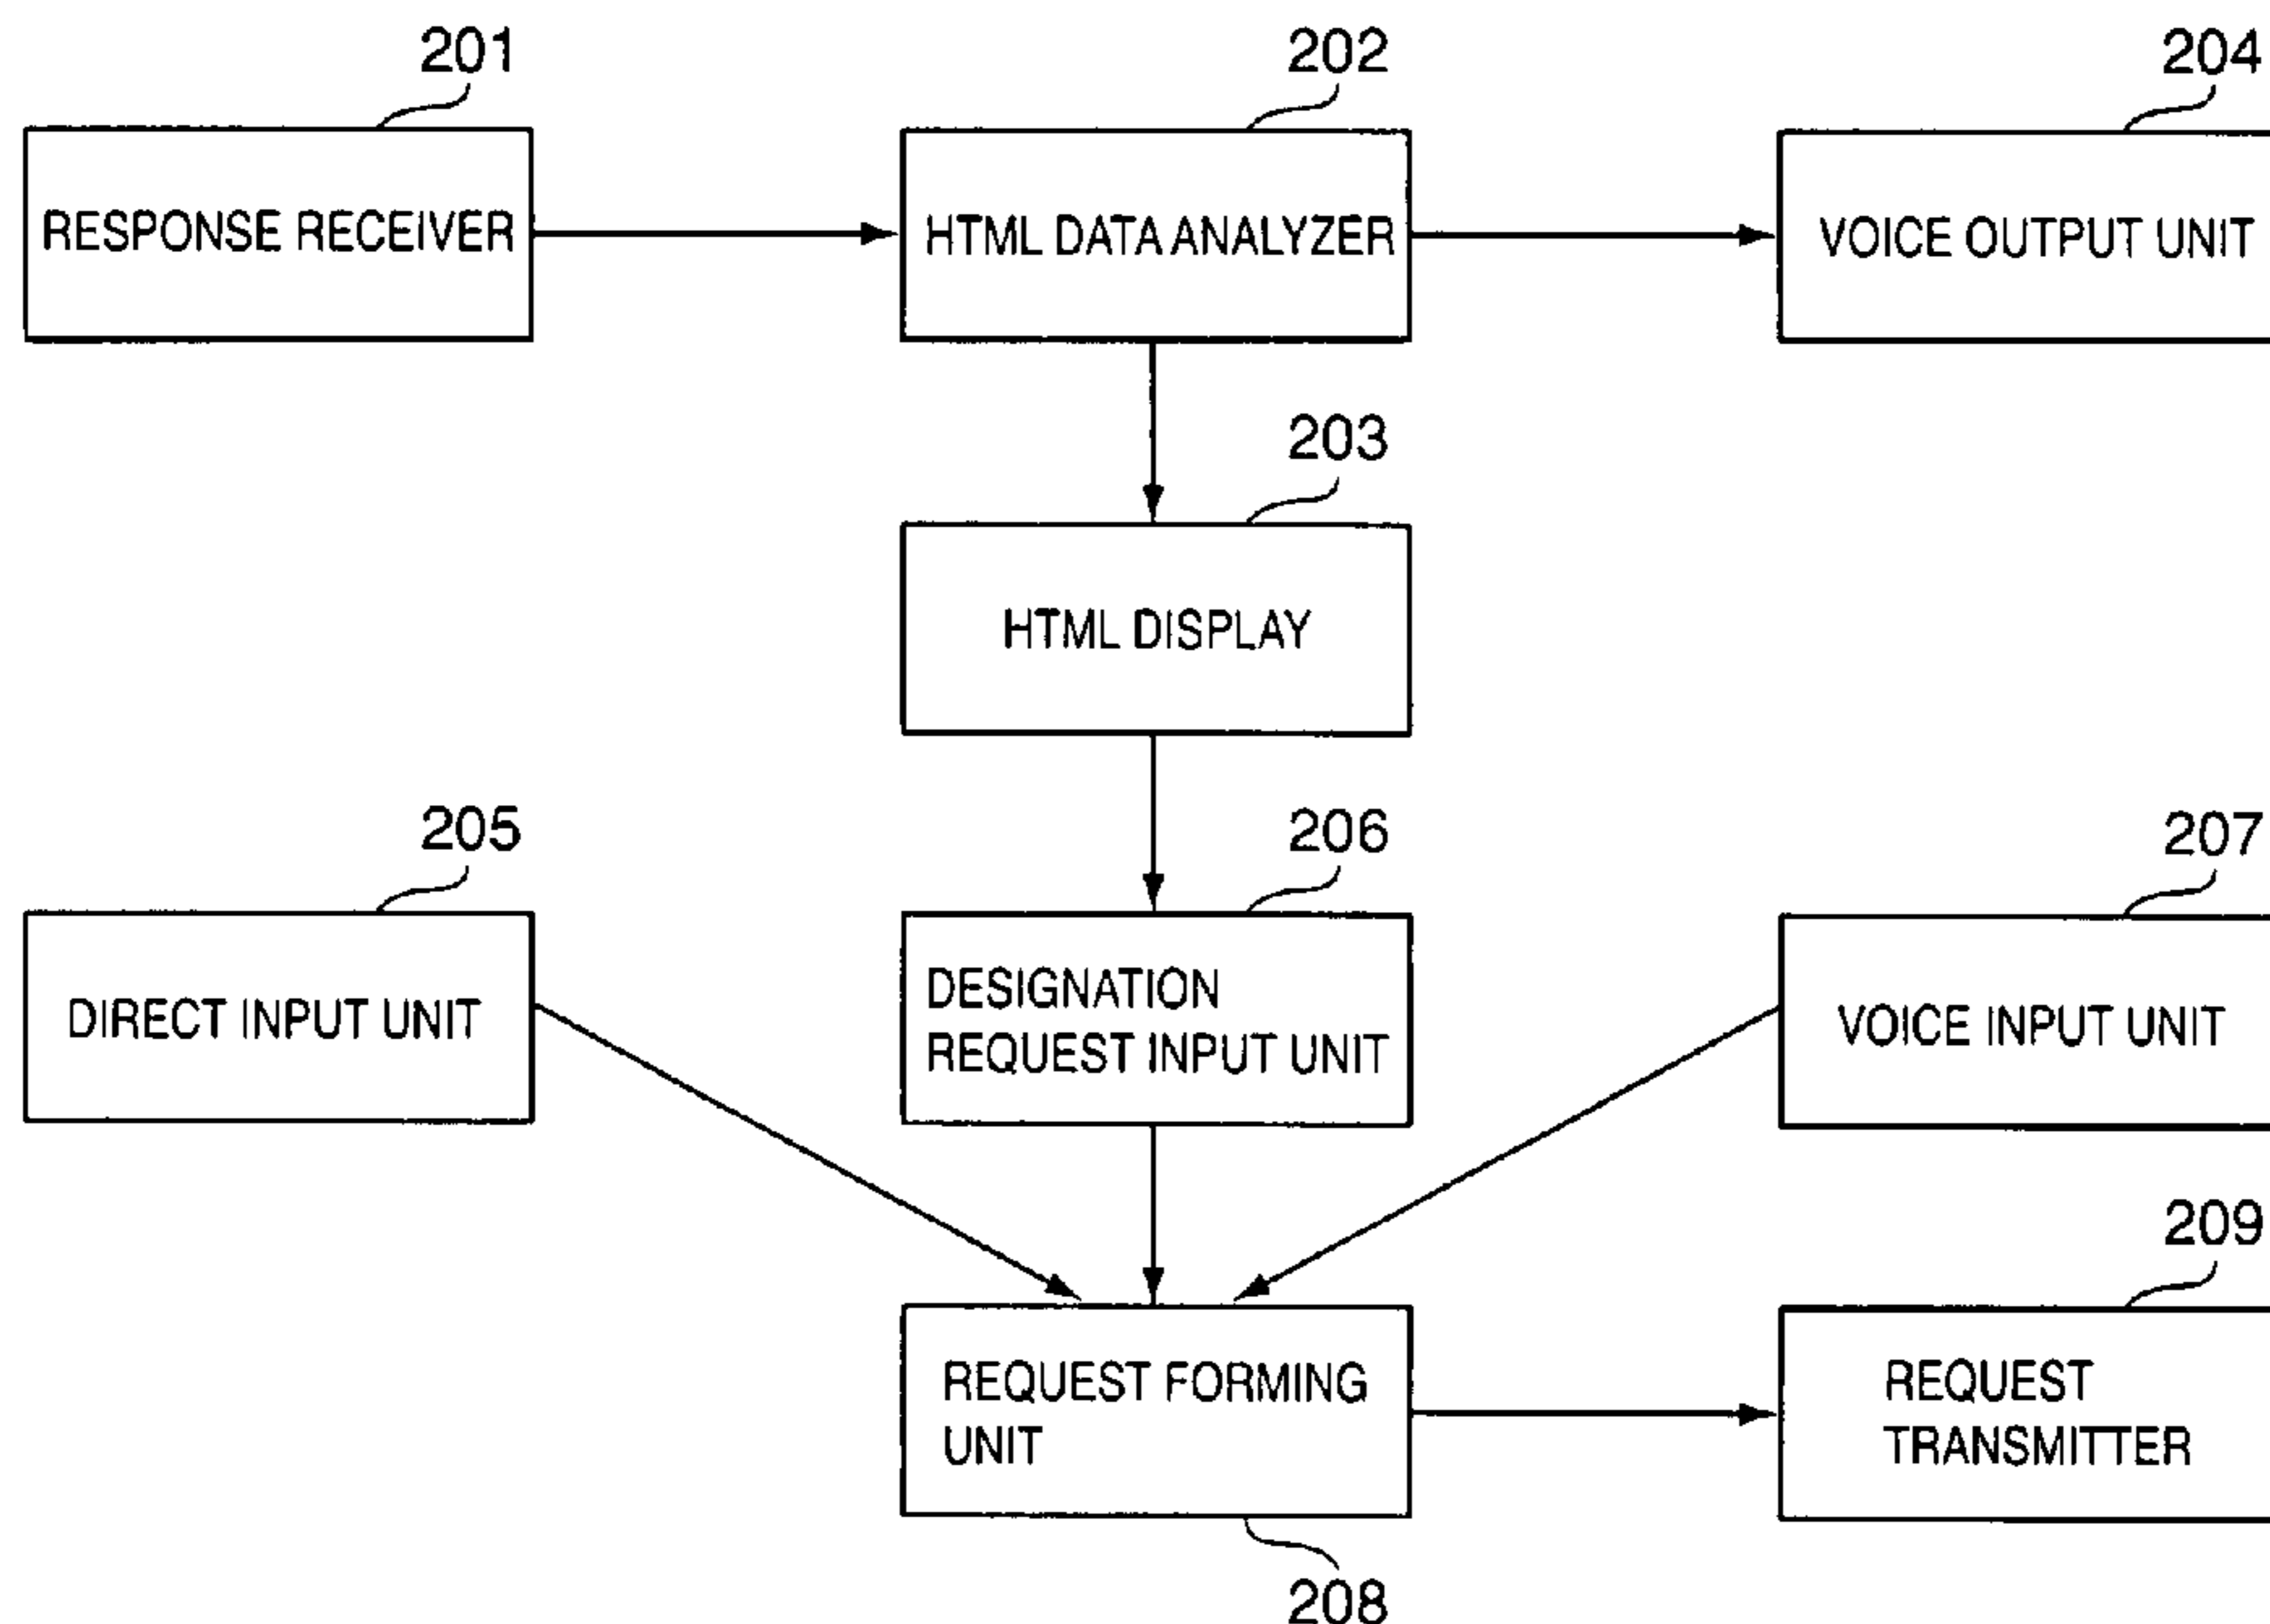 201
202
204
RESPONSE RECEIVER
HTML DATA ANALYZER
VOICE OUTPUT UNIT
203
HTML DISPLAY
205
206
207
DIRECT INPUT UNIT
DESIGNATION
REQUEST INPUT UNIT
VOICE INPUT UNIT
209
REQUEST FORMING
UNIT
REQUEST
TRANSMITTER
208